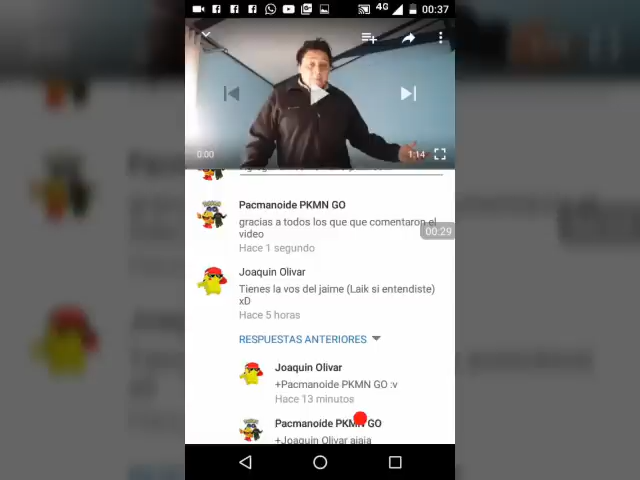 4G 00:37
0:00
1:14
Pacmanoide PKMN GO
gracias a todos los que que comentaron el
video
00:29
Hace 1 segundo
Joaquin Olivar
Tienes la vos del jaime (Laik si entendiste)
xD
Hace 5 horas
RESPUESTAS ANTERIORES
Joaquin Olivar
+Pacmanoide PKMN GO :v
Hace 13 minutos
Pacmanoide PKMN GO
+Joaquin Olivar ajaja